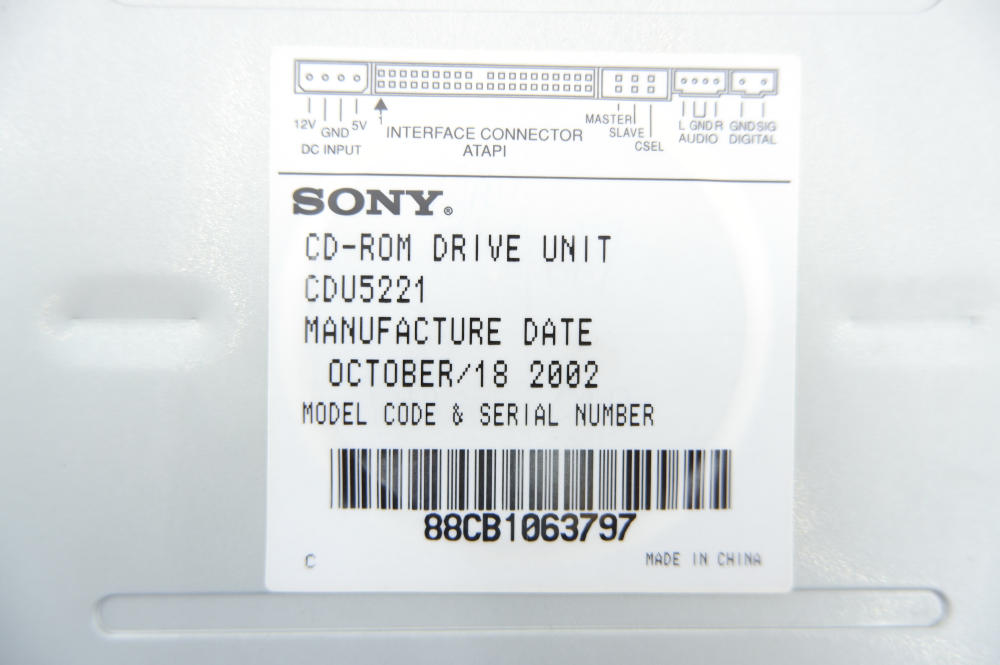 12V GND 5V
DC INPUT
1
INTERFACE CONNECTOR
ATAPI
MASTER
SLAVE
CSEL
L GND R
AUDIO
GND SIG
DIGITAL
SONY®
CD-ROM DRIVE UNIT
CDU5221
MANUFACTURE DATE
OCTOBER/18 2002
MODEL CODE & SERIAL NUMBER
88CB1063797
C
MADE IN CHINA